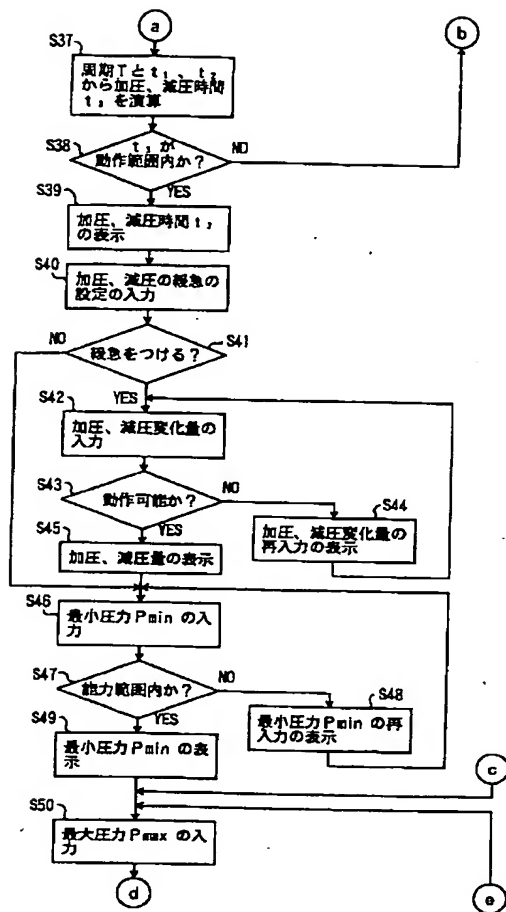 a
b
S37
周期Tとt₁、t₂
から加圧、減圧時間
t₃を演算
S38
t₃が
動作範囲内か？
NO
YES
S39
加圧、減圧時間t₃
の表示
S40
加圧、減圧の緩急の
設定の入力
S41
緩急をつける？
NO
YES
S42
加圧、減圧変化量の
入力
S43
動作可能か？
NO
YES
S44
加圧、減圧変化量の
再入力の表示
S45
加圧、減圧量の表示
S46
最小圧力Pminの入
力
S47
能力範囲内か？
NO
YES
S48
最小圧力Pminの再
入力の表示
S49
最小圧力Pminの表
示
c
S50
最大圧力Pmaxの入
力
d
e